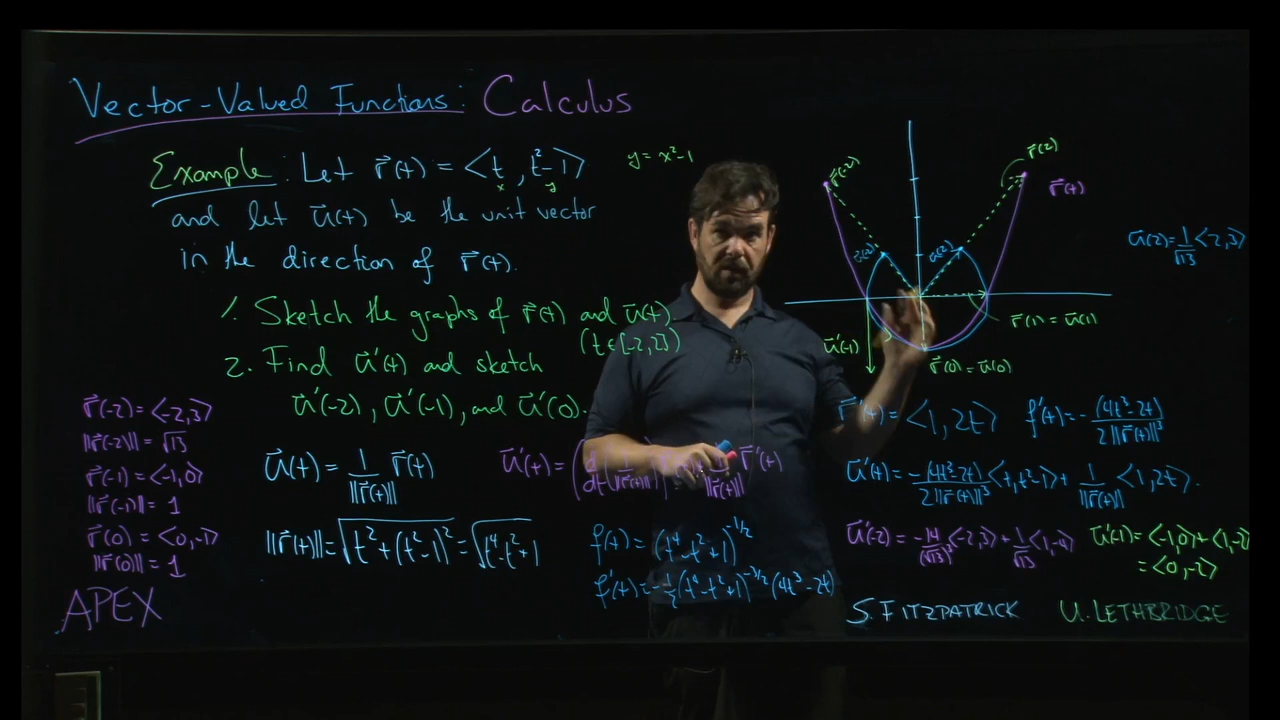 Vector-Valued Functions: Calculus
Example: Let r⃗(t) = <t, t²-1>
x y
y = x²-1
and let u⃗(t) be the unit vector
in the direction of r⃗(t).
1. Sketch the graphs of r⃗(t) and u⃗(t).
(t∈[-2,2])
2. Find u⃗'(t) and sketch
u⃗'(-2), u⃗'(-1), and u⃗'(0).
r⃗(-2) = <-2,3>
||r⃗(-2)|| = √13
r⃗(-1) = <-1,0>
||r⃗(-1)|| = 1
r⃗(0) = <0,-1>
||r⃗(0)|| = 1
u⃗(t) = 1/||r⃗(t)|| r⃗(t)
||r⃗(t)|| = √(t²+(t²-1)²) = √(t⁴-t²+1)
u⃗'(t) = (d/dt(1/||r⃗(t)||)) r⃗(t) + 1/||r⃗(t)|| r⃗'(t)
f(t) = (t⁴-t²+1)^(-1/2)
f'(t) = -1/2(t⁴-t²+1)^(-3/2) (4t³-2t)
r⃗(-2)
r⃗(2)
r⃗(t)
u⃗(2)
u⃗(2) = 1/√13 <2,3>
r⃗(1) = u⃗(1)
u⃗'(-1)
r⃗(0) = u⃗(0)
r⃗'(t) = <1,2t> f'(t) = -(4t³-2t)/2||r⃗(t)||³
u⃗'(t) = -(4t³-2t)/2||r⃗(t)||³ <t,t²-1> + 1/||r⃗(t)|| <1,2t>.
u⃗'(-2) = -14/(√13)³ <-2,3> + 1/√13 <1,-4>
u⃗'(-1) = <-1,0> + <1,-2>
= <0,-2>
APEX
S. FITZPATRICK U. LETHBRIDGE